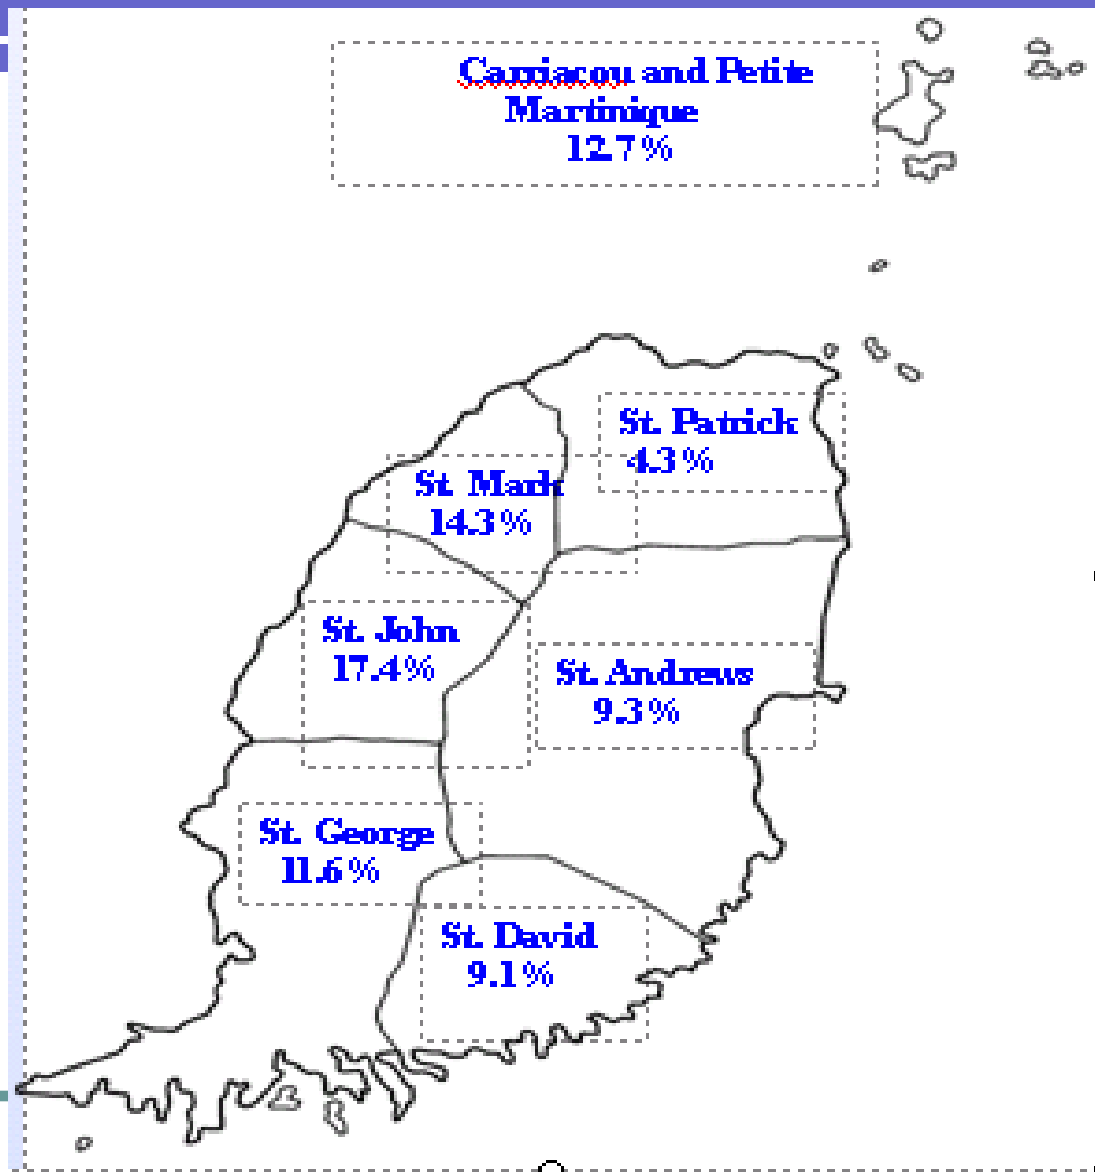 Carriacou and Petite
Martinique
12.7%
St. Patrick
4.3%
St. Mark
14.3%
St. John
17.4%
St. Andrews
9.3%
St. George
11.6%
St. David
9.1%